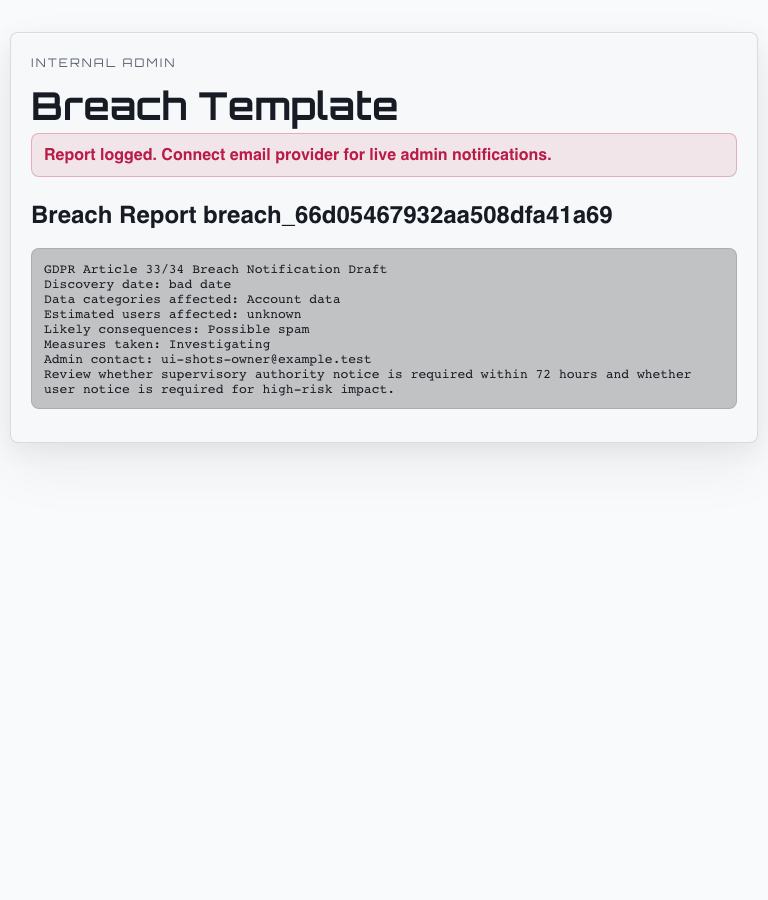 INTERNAL ADMIN
Breach Template
Report logged. Connect email provider for live admin notifications.
Breach Report breach_66d05467932aa508dfa41a69
GDPR Article 33/34 Breach Notification Draft
Discovery date: bad date
Data categories affected: Account data
Estimated users affected: unknown
Likely consequences: Possible spam
Measures taken: Investigating
Admin contact: ui-shots-owner@example.test
Review whether supervisory authority notice is required within 72 hours and whether
user notice is required for high-risk impact.